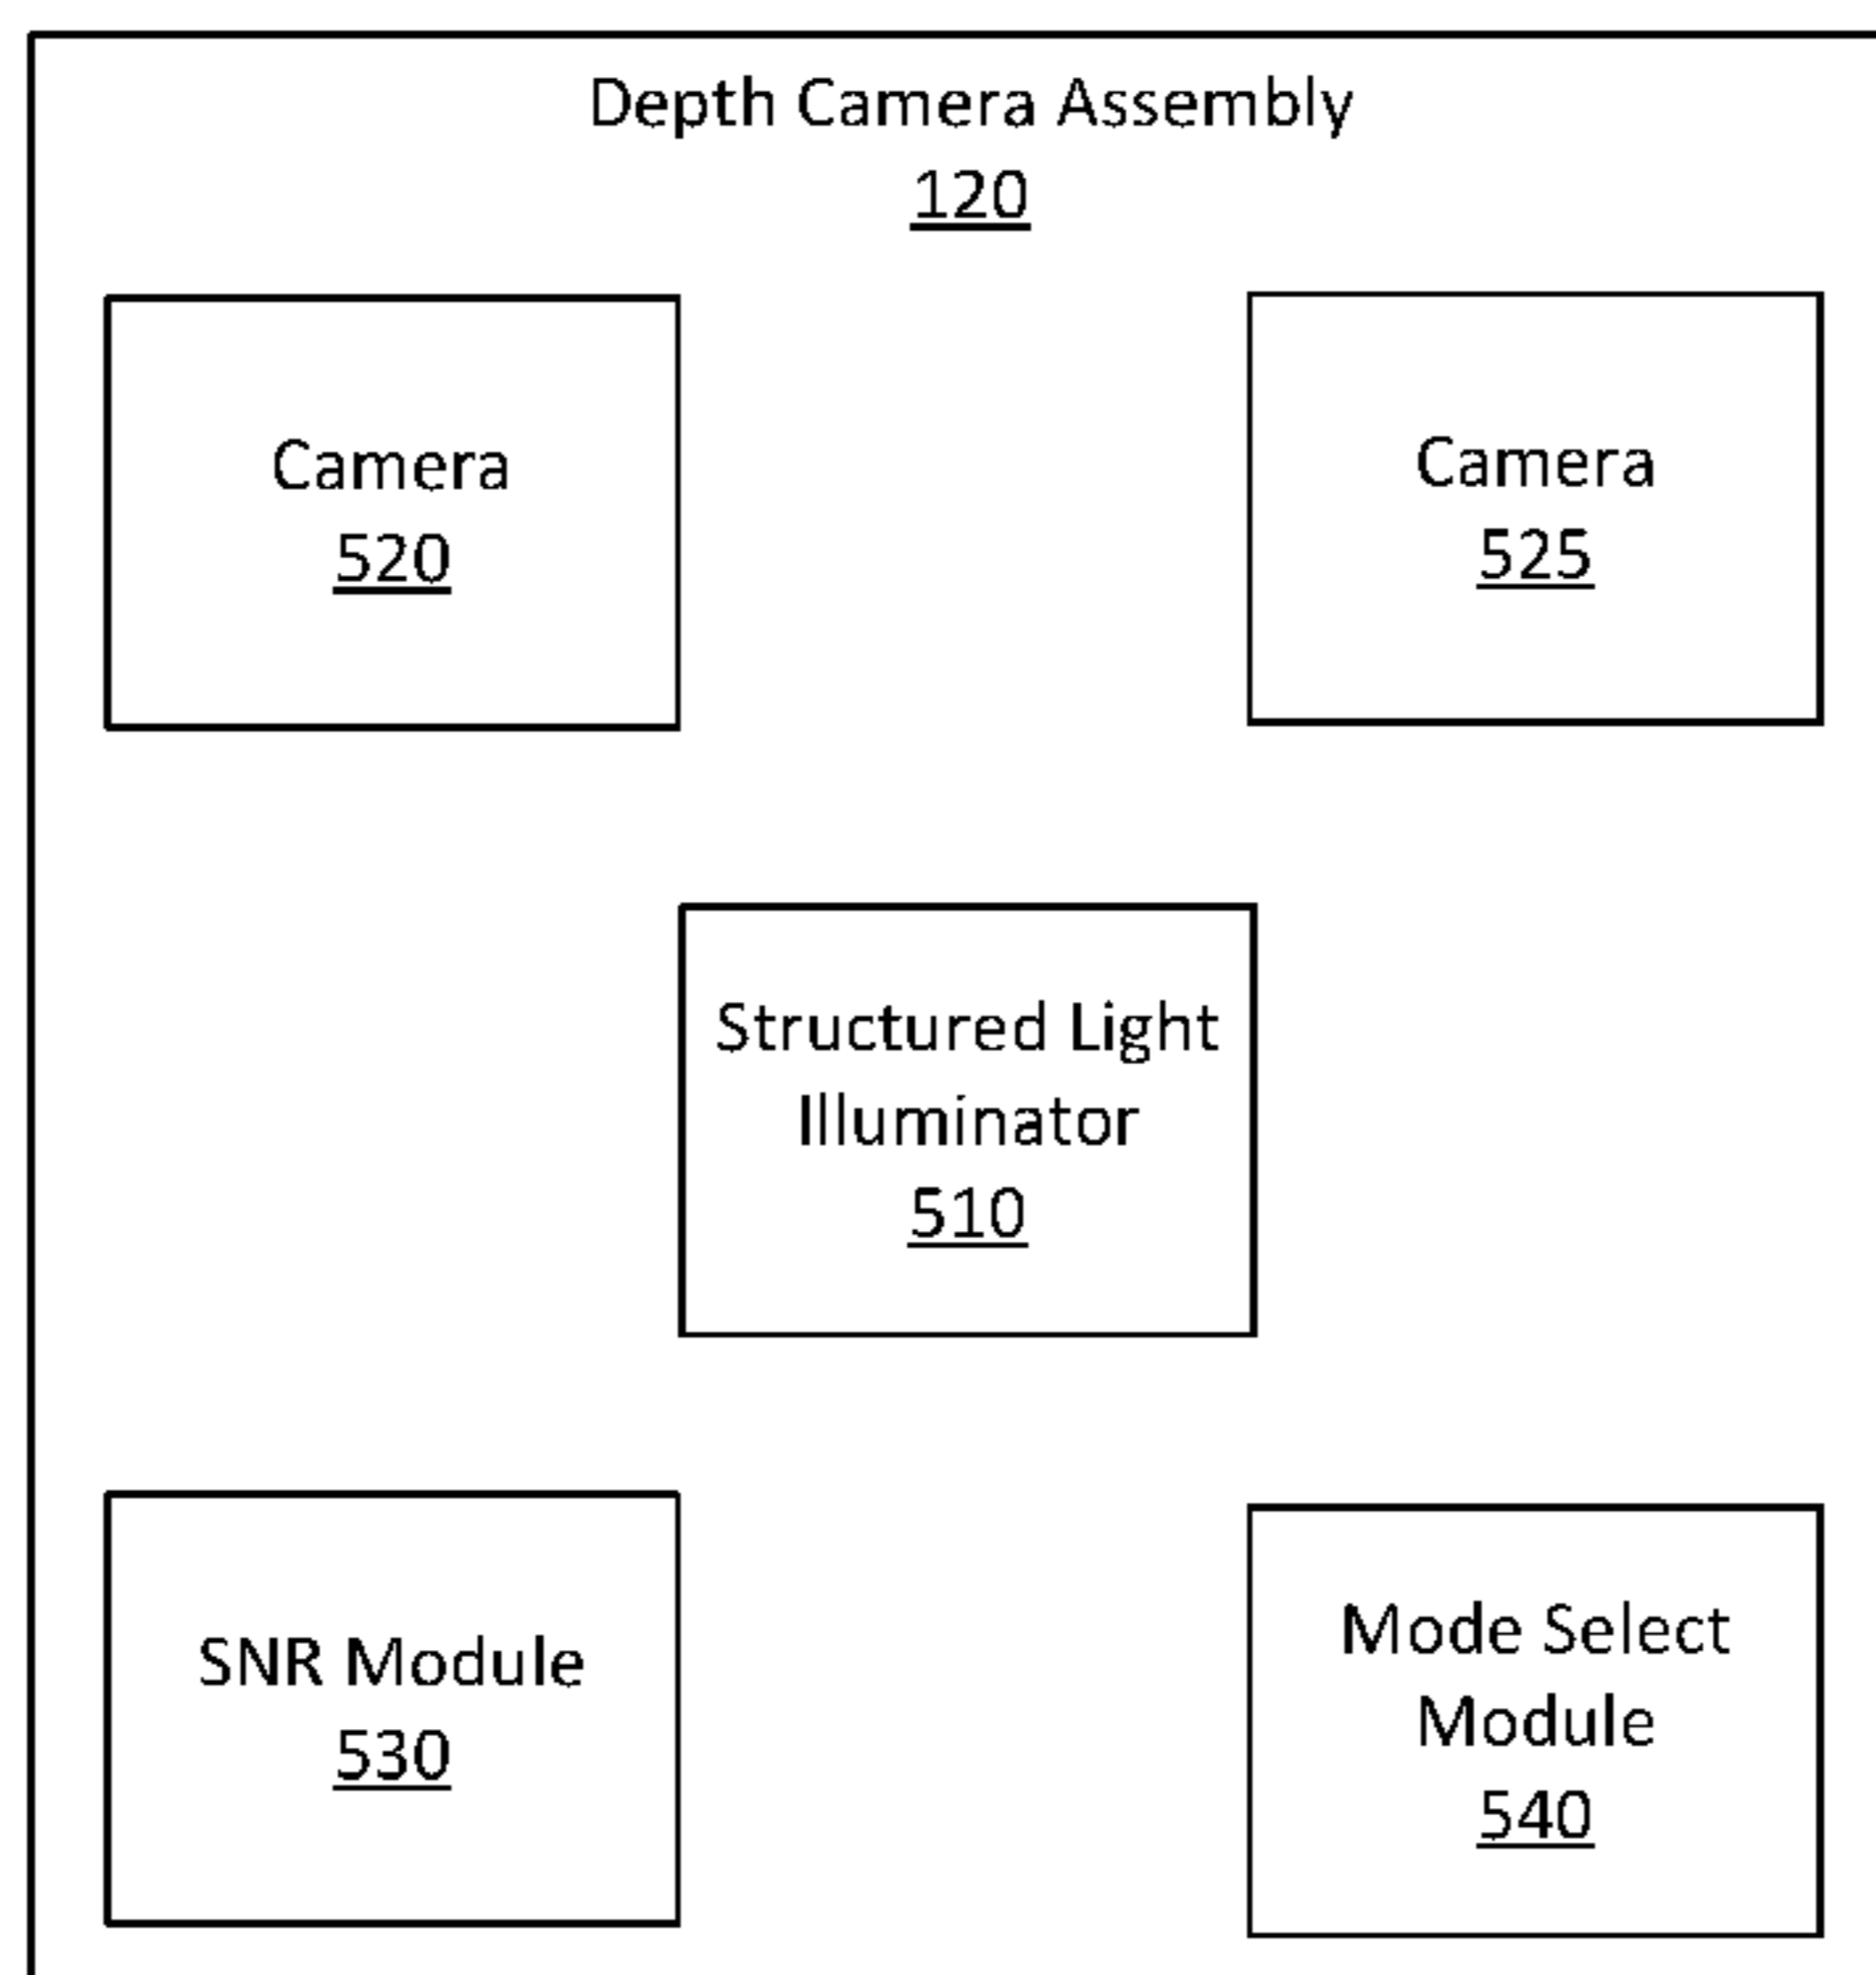 Depth Camera Assembly
120
Camera
520
Camera
525
Structured Light
Illuminator
510
SNR Module
530
Mode Select
Module
540